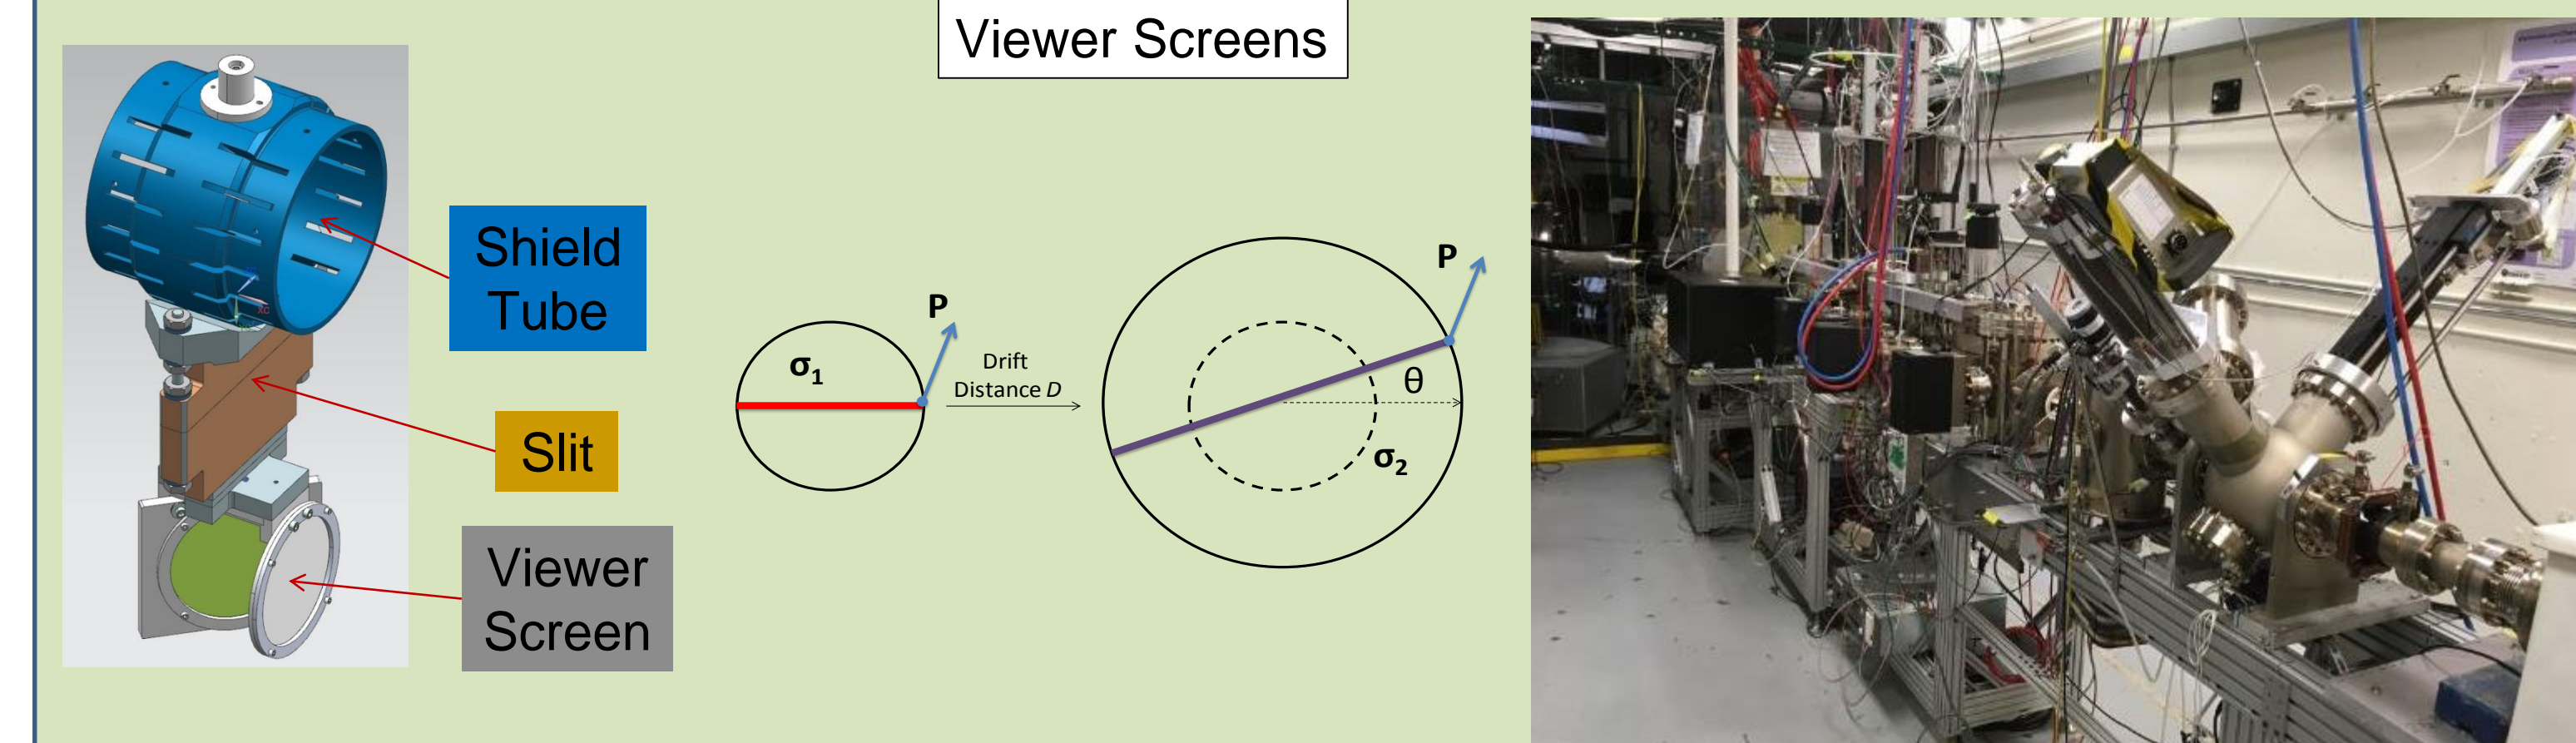 Viewer Screens
Shield
Tube
Slit
Viewer
Screen
σ₁
P
Drift
Distance D
P
θ
σ₂